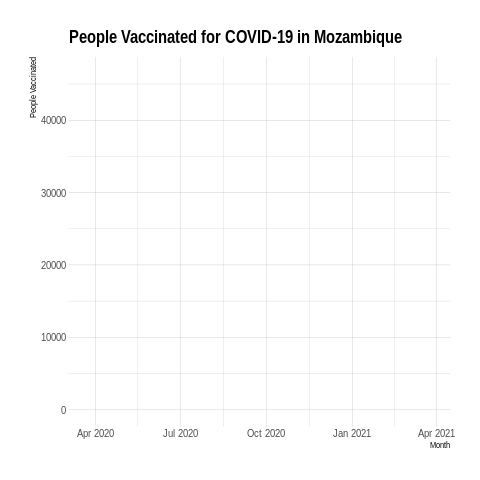 People Vaccinated for COVID-19 in Mozambique
People Vaccinated
40000
30000
20000
10000
0
Apr 2020 Jul 2020 Oct 2020 Jan 2021 Apr 2021
Month